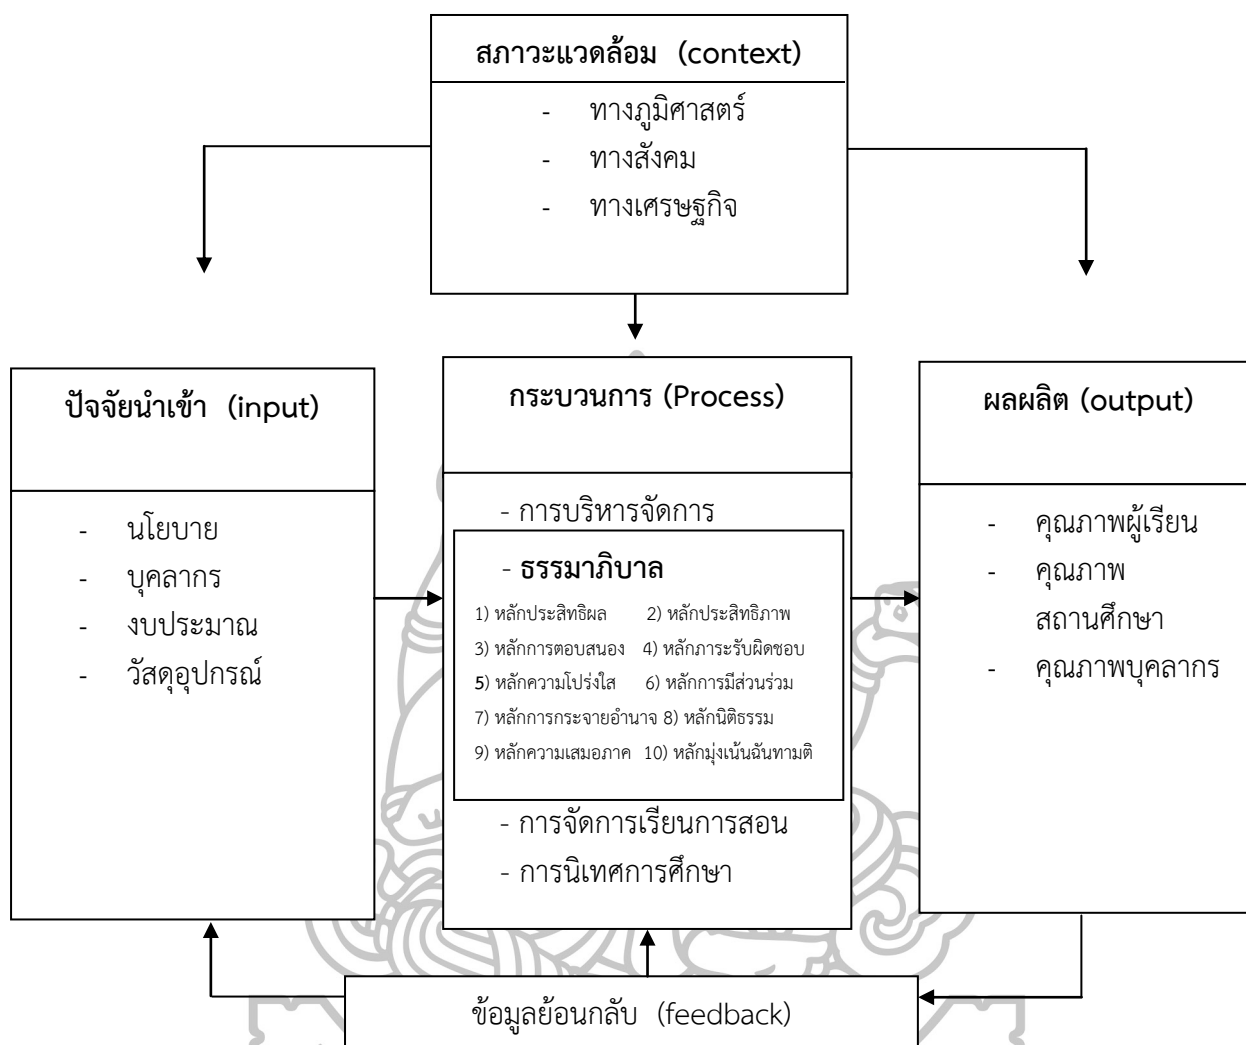 สภาวะแวดล้อม (context)
- ทางภูมิศาสตร์
- ทางสังคม
- ทางเศรษฐกิจ
ปัจจัยนำเข้า (input)
- นโยบาย
- บุคลากร
- งบประมาณ
- วัสดุอุปกรณ์
กระบวนการ (Process)
- การบริหารจัดการ
- ธรรมาภิบาล
1) หลักประสิทธิผล 2) หลักประสิทธิภาพ
3) หลักการตอบสนอง 4) หลักภาระรับผิดชอบ
5) หลักความโปร่งใส 6) หลักการมีส่วนร่วม
7) หลักการกระจายอำนาจ 8) หลักนิติธรรม
9) หลักความเสมอภาค 10) หลักมุ่งเน้นฉันทามติ
- การจัดการเรียนการสอน
- การนิเทศการศึกษา
ผลผลิต (output)
- คุณภาพผู้เรียน
- คุณภาพ
สถานศึกษา
- คุณภาพบุคลากร
ข้อมูลย้อนกลับ (feedback)